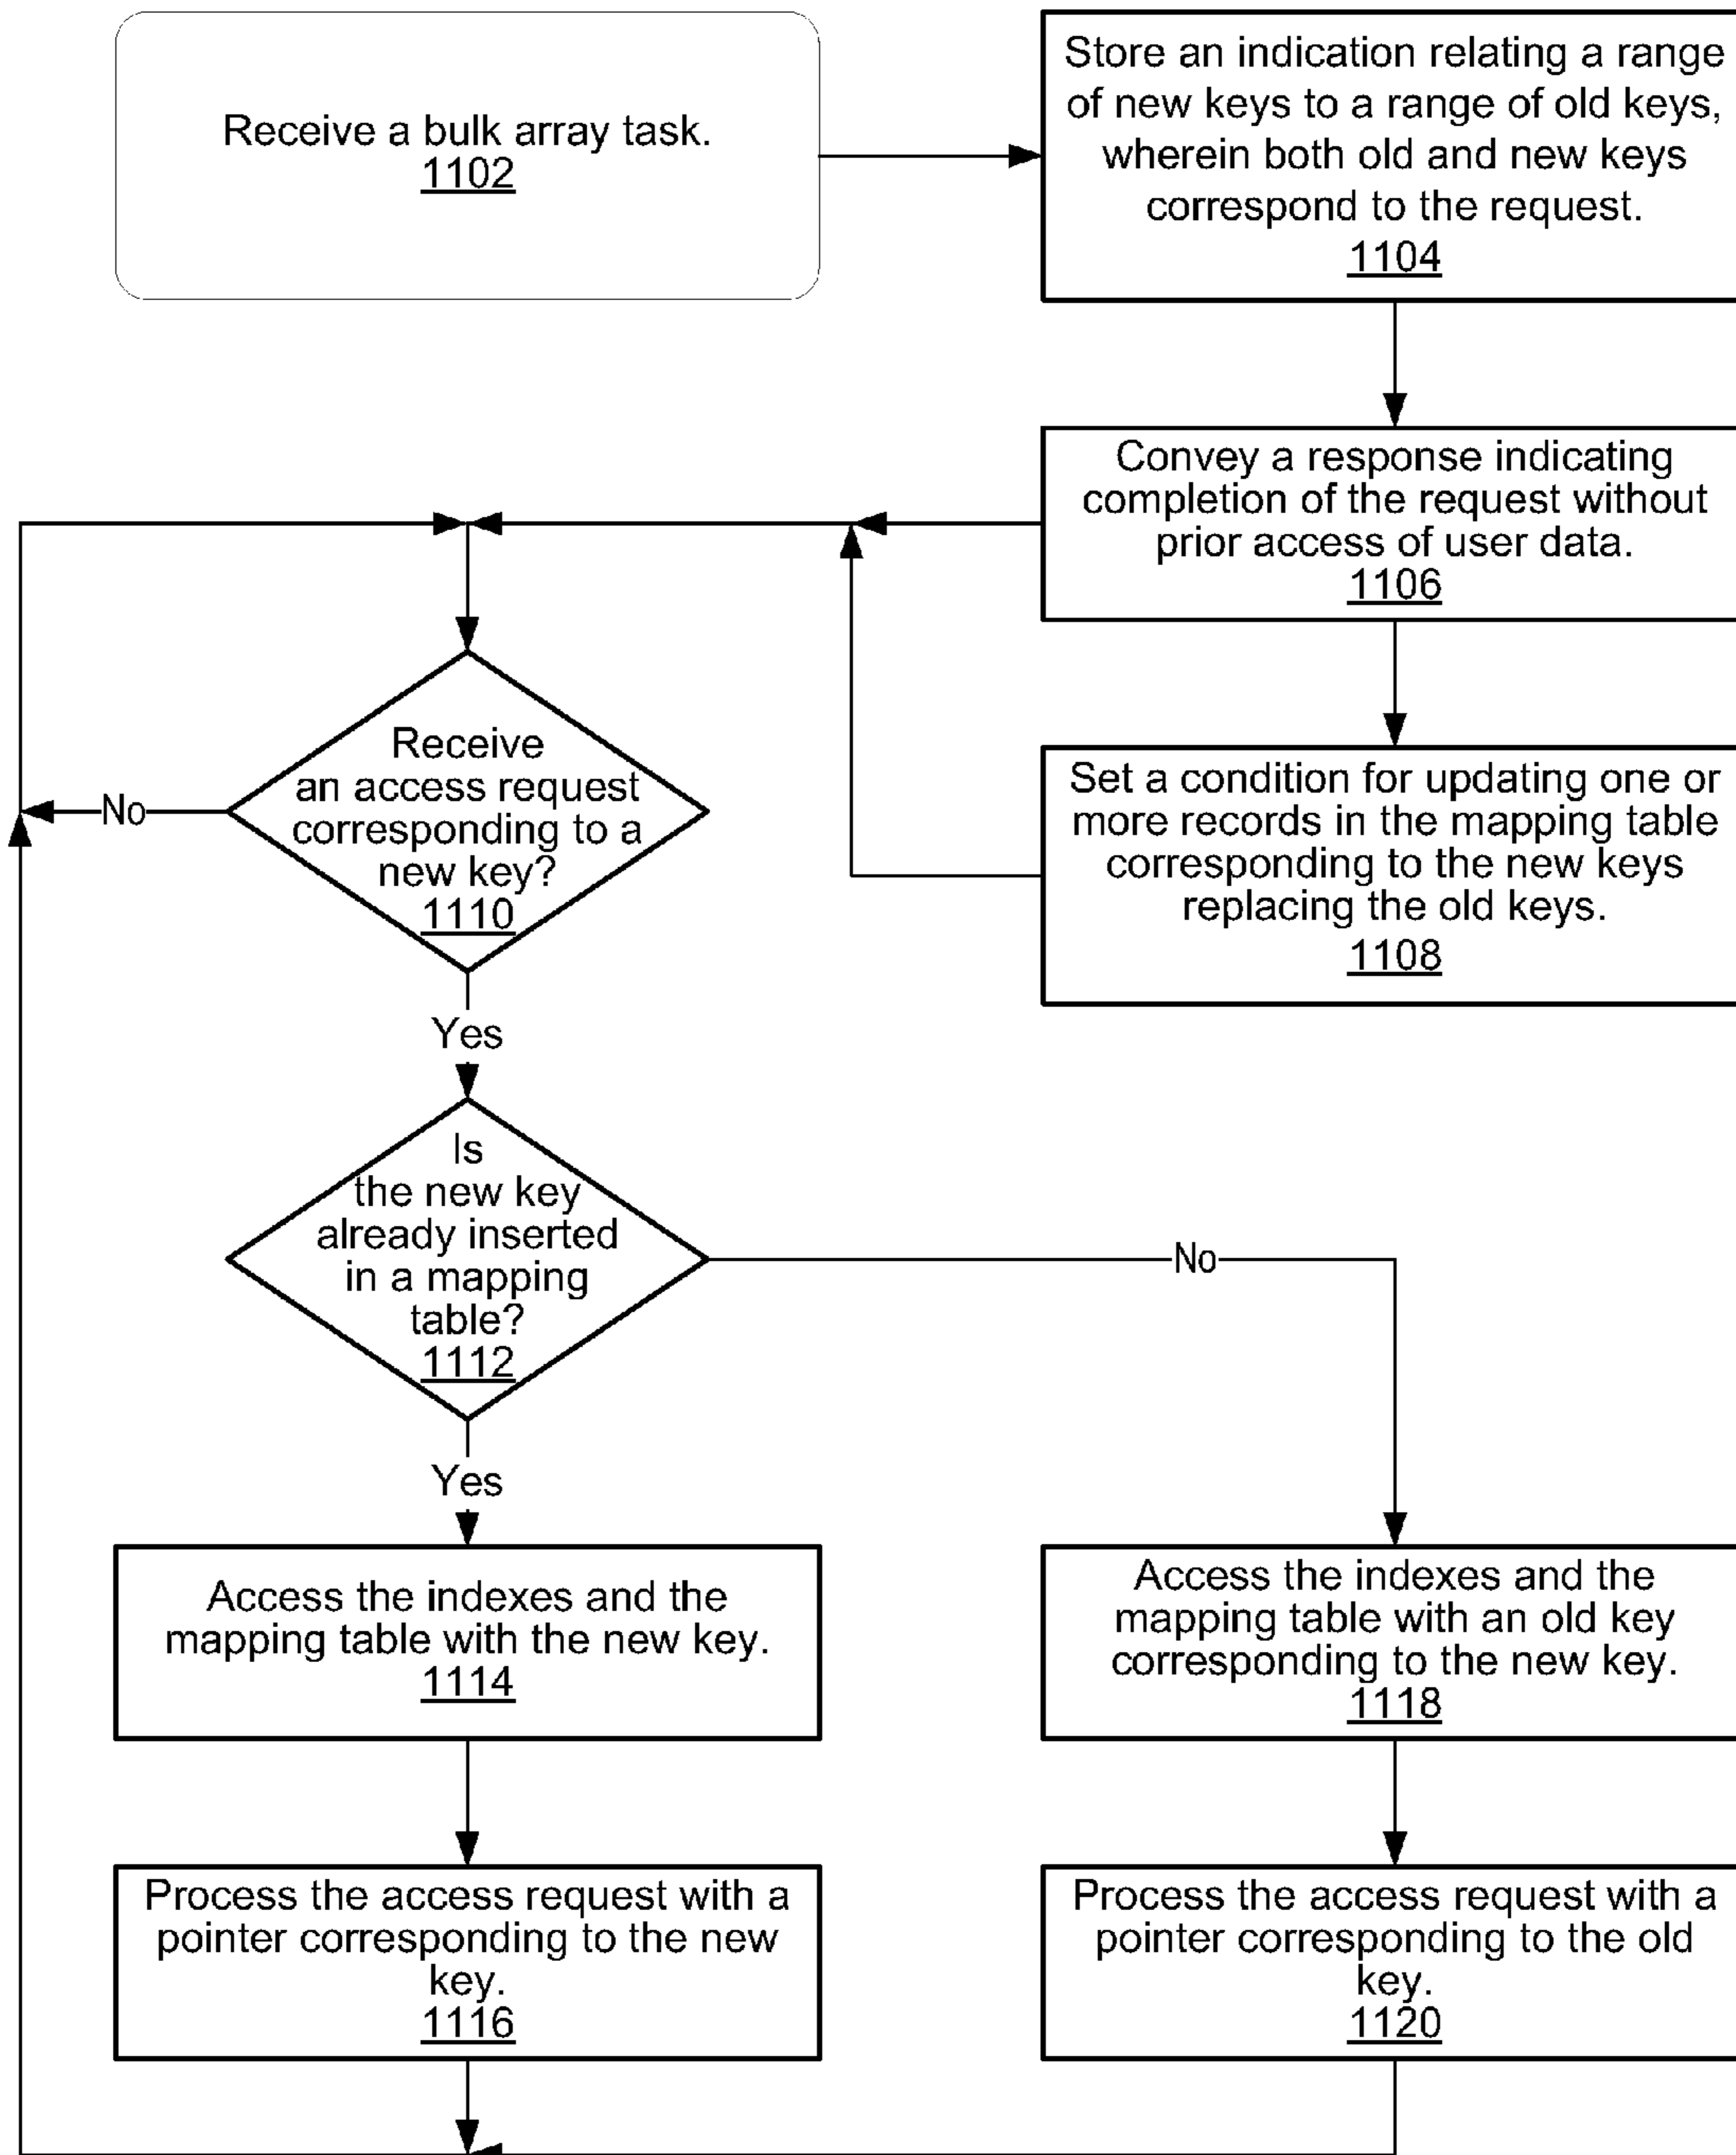 Receive a bulk array task.
1102
Store an indication relating a range
of new keys to a range of old keys,
wherein both old and new keys
correspond to the request.
1104
Convey a response indicating
completion of the request without
prior access of user data.
1106
Set a condition for updating one or
more records in the mapping table
corresponding to the new keys
replacing the old keys.
1108
Receive
an access request
corresponding to a
new key?
1110
No
Yes
Is
the new key
already inserted
in a mapping
table?
1112
No
Yes
Access the indexes and the
mapping table with the new key.
1114
Access the indexes and the
mapping table with an old key
corresponding to the new key.
1118
Process the access request with a
pointer corresponding to the new
key.
1116
Process the access request with a
pointer corresponding to the old
key.
1120